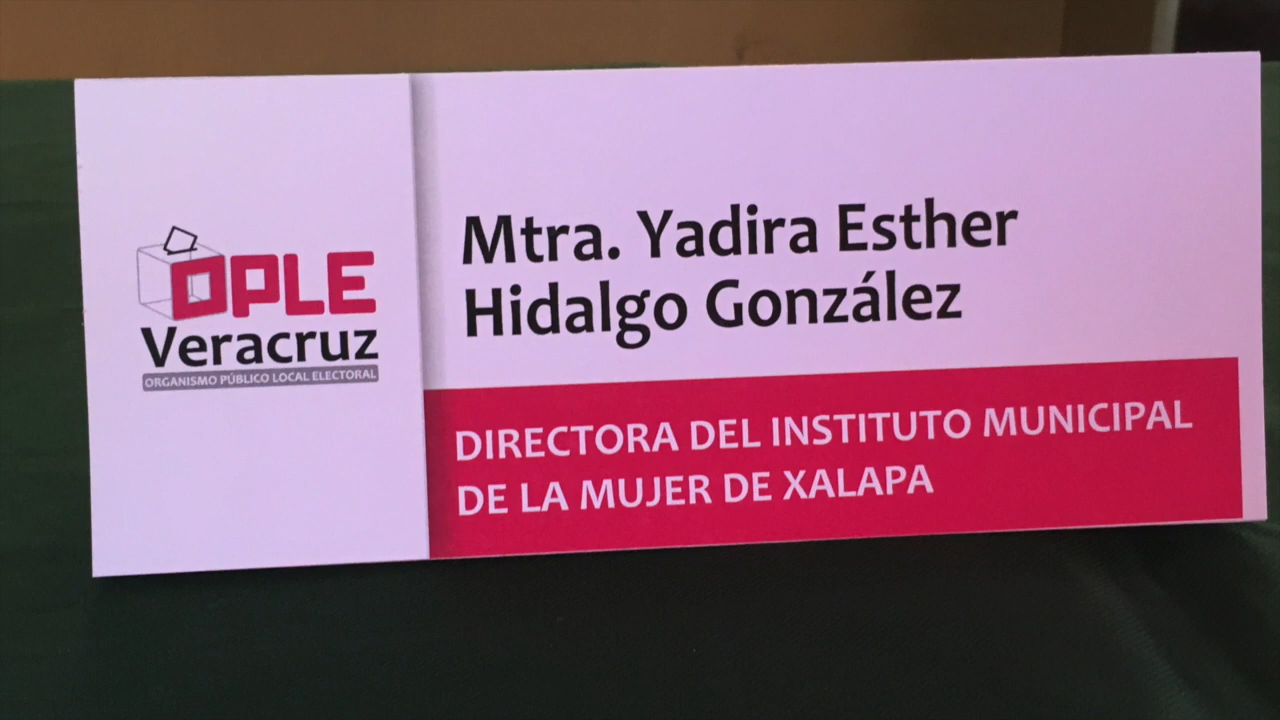 OPLE
Veracruz
ORGANISMO PÚBLICO LOCAL ELECTORAL
Mtra. Yadira Esther
Hidalgo González
DIRECTORA DEL INSTITUTO MUNICIPAL
DE LA MUJER DE XALAPA